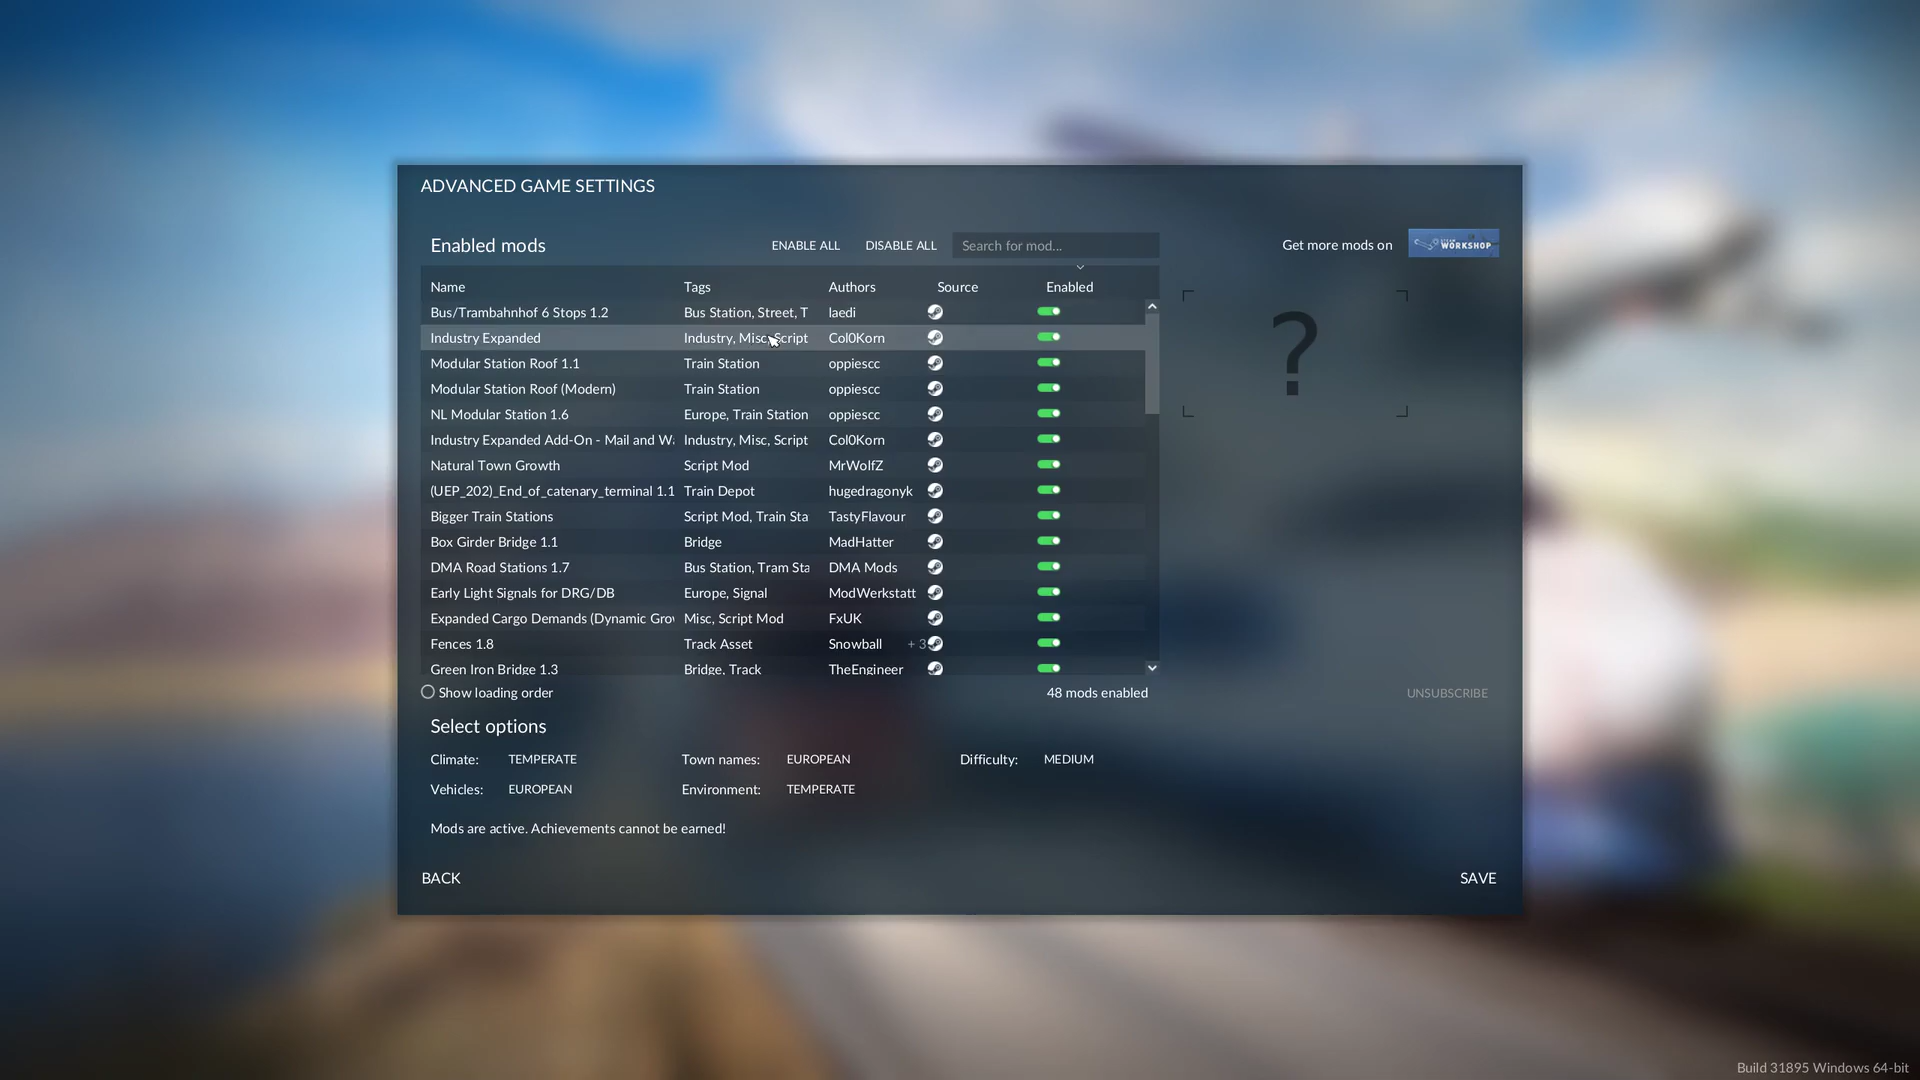 ADVANCED GAME SETTINGS
Enabled mods ENABLE ALL DISABLE ALL Search for mod... Get more mods on WORKSHOP
Name Tags Authors Source Enabled
Bus/Trambahnhof 6 Stops 1.2 Bus Station, Street, T laedi
Industry Expanded Industry, Misc, Script Col0Korn
Modular Station Roof 1.1 Train Station oppiescc
Modular Station Roof (Modern) Train Station oppiescc
NL Modular Station 1.6 Europe, Train Station oppiescc
Industry Expanded Add-On - Mail and Wa Industry, Misc, Script Col0Korn
Natural Town Growth Script Mod MrWolfZ
(UEP_202)_End_of_catenary_terminal 1.1 Train Depot hugedragonyk
Bigger Train Stations Script Mod, Train Sta TastyFlavour
Box Girder Bridge 1.1 Bridge MadHatter
DMA Road Stations 1.7 Bus Station, Tram Sta DMA Mods
Early Light Signals for DRG/DB Europe, Signal ModWerkstatt
Expanded Cargo Demands (Dynamic Grow Misc, Script Mod FxUK
Fences 1.8 Track Asset Snowball + 3
Green Iron Bridge 1.3 Bridge, Track TheEngineer
Show loading order 48 mods enabled UNSUBSCRIBE
Select options
Climate: TEMPERATE Town names: EUROPEAN Difficulty: MEDIUM
Vehicles: EUROPEAN Environment: TEMPERATE
Mods are active. Achievements cannot be earned!
BACK SAVE
Build 31895 Windows 64-bit